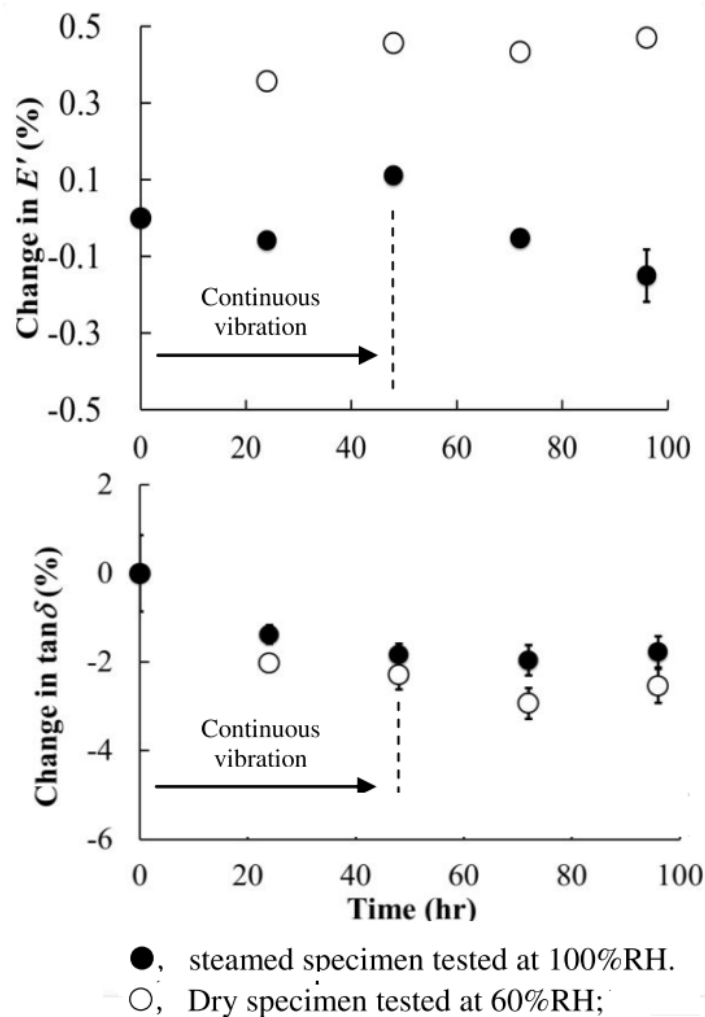 0.5
0.3
0.1
-0.1
-0.3
-0.5
Change in E' (%)
Continuous
vibration
0 20 40 60 80 100
2
0
-2
-4
-6
Change in tanδ (%)
Continuous
vibration
0 20 40 60 80 100
Time (hr)
, steamed specimen tested at 100%RH.
, Dry specimen tested at 60%RH;